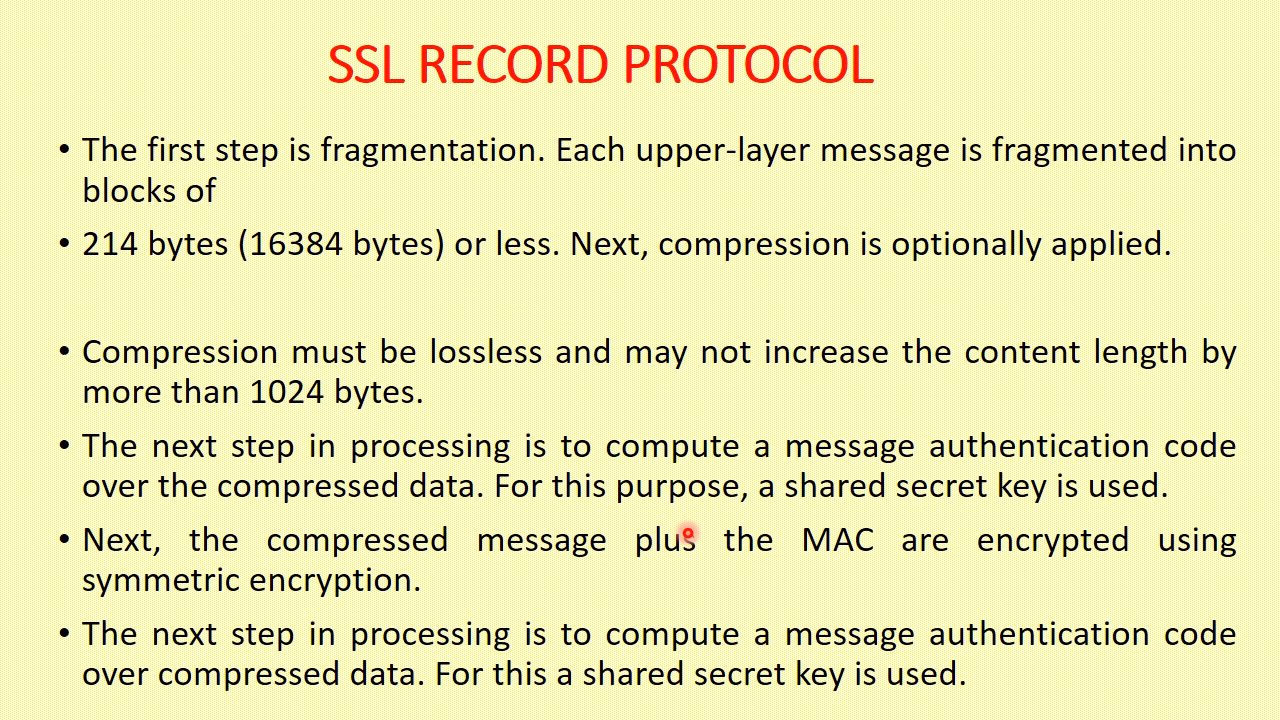 SSL RECORD PROTOCOL
• The first step is fragmentation. Each upper-layer message is fragmented into
blocks of
• 214 bytes (16384 bytes) or less. Next, compression is optionally applied.
• Compression must be lossless and may not increase the content length by
more than 1024 bytes.
• The next step in processing is to compute a message authentication code
over the compressed data. For this purpose, a shared secret key is used.
• Next, the compressed message plus the MAC are encrypted using
symmetric encryption.
• The next step in processing is to compute a message authentication code
over compressed data. For this a shared secret key is used.